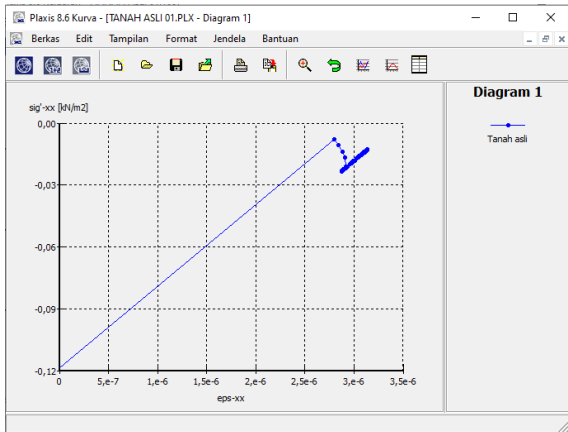 Plaxis 8.6 Kurva - [TANAH ASLI 01.PLX - Diagram 1]
Berkas Edit Tampilan Format Jendela Bantuan
Diagram 1
Tanah asli
sig'-xx [kN/m2]
0,00
-0,03
-0,06
-0,09
-0,12
0 5,e-7 1,e-6 1,5e-6 2,e-6 2,5e-6 3,e-6 3,5e-6
eps-xx